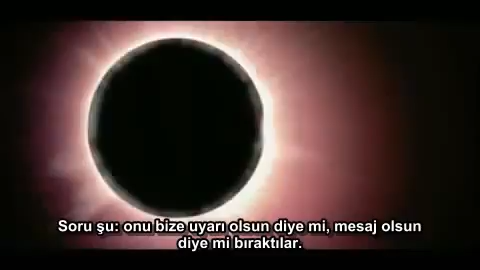 Soru şu: onu bize uyarı olsun diye mi, mesaj olsun
diye mi bıraktılar.